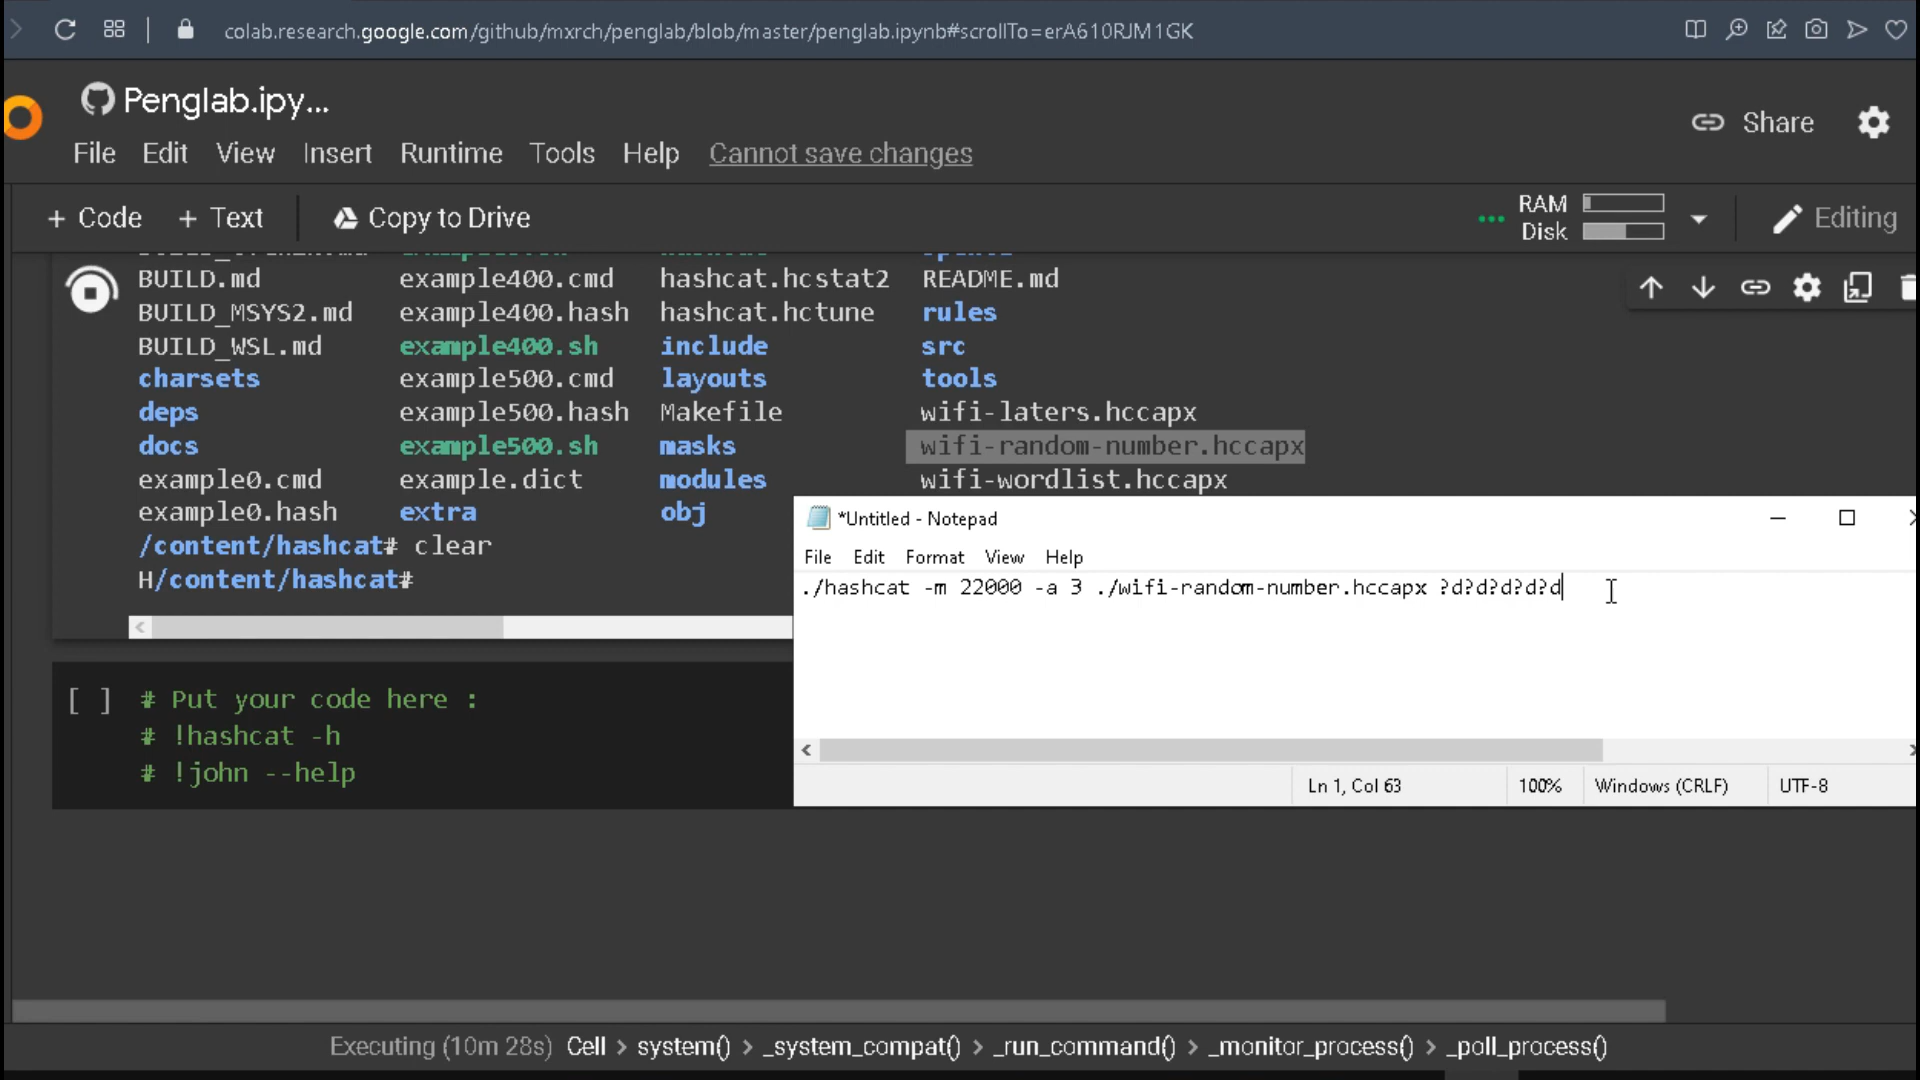 colab.research.google.com/github/mxrch/penglab/blob/master/penglab.ipynb#scrollTo=erA610RJM1GK
Penglab.ipy...
Share
File Edit View Insert Runtime Tools Help Cannot save changes
+ Code + Text Copy to Drive
RAM
Disk
Editing
BUILD.md example400.cmd hashcat.hcstat2 README.md
BUILD_MSYS2.md example400.hash hashcat.hctune rules
BUILD_WSL.md example400.sh include src
charsets example500.cmd layouts tools
deps example500.hash Makefile wifi-laters.hccapx
docs example500.sh masks wifi-random-number.hccapx
example0.cmd example.dict modules wifi-wordlist.hccapx
example0.hash extra obj
/content/hashcat# clear
H/content/hashcat#
*Untitled - Notepad
File Edit Format View Help
./hashcat -m 22000 -a 3 ./wifi-random-number.hccapx ?d?d?d?d?d
Ln 1, Col 63 100% Windows (CRLF) UTF-8
[ ] # Put your code here :
# !hashcat -h
# !john --help
Executing (10m 28s) Cell > system() > _system_compat() > _run_command() > _monitor_process() > _poll_process()